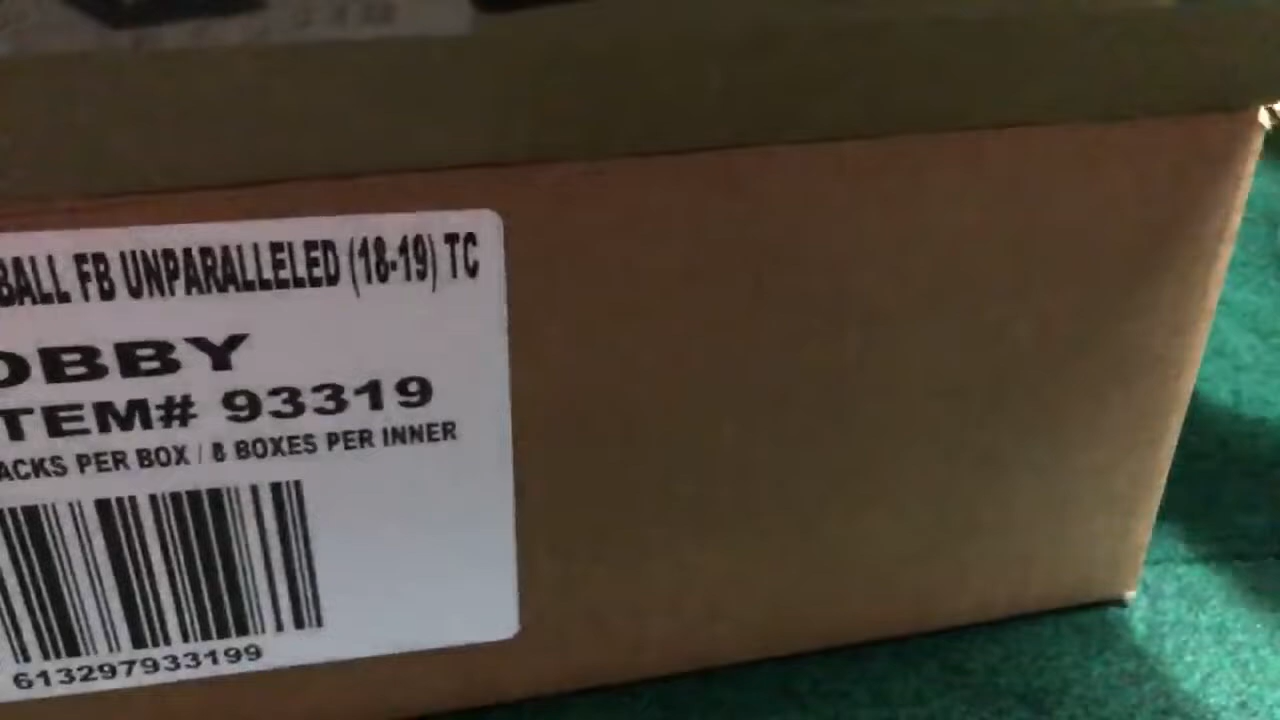 BALL FB UNPARALLELED (18-19) TC
OBBY
TEM# 93319
ACKS PER BOX / 8 BOXES PER INNER
613297933199